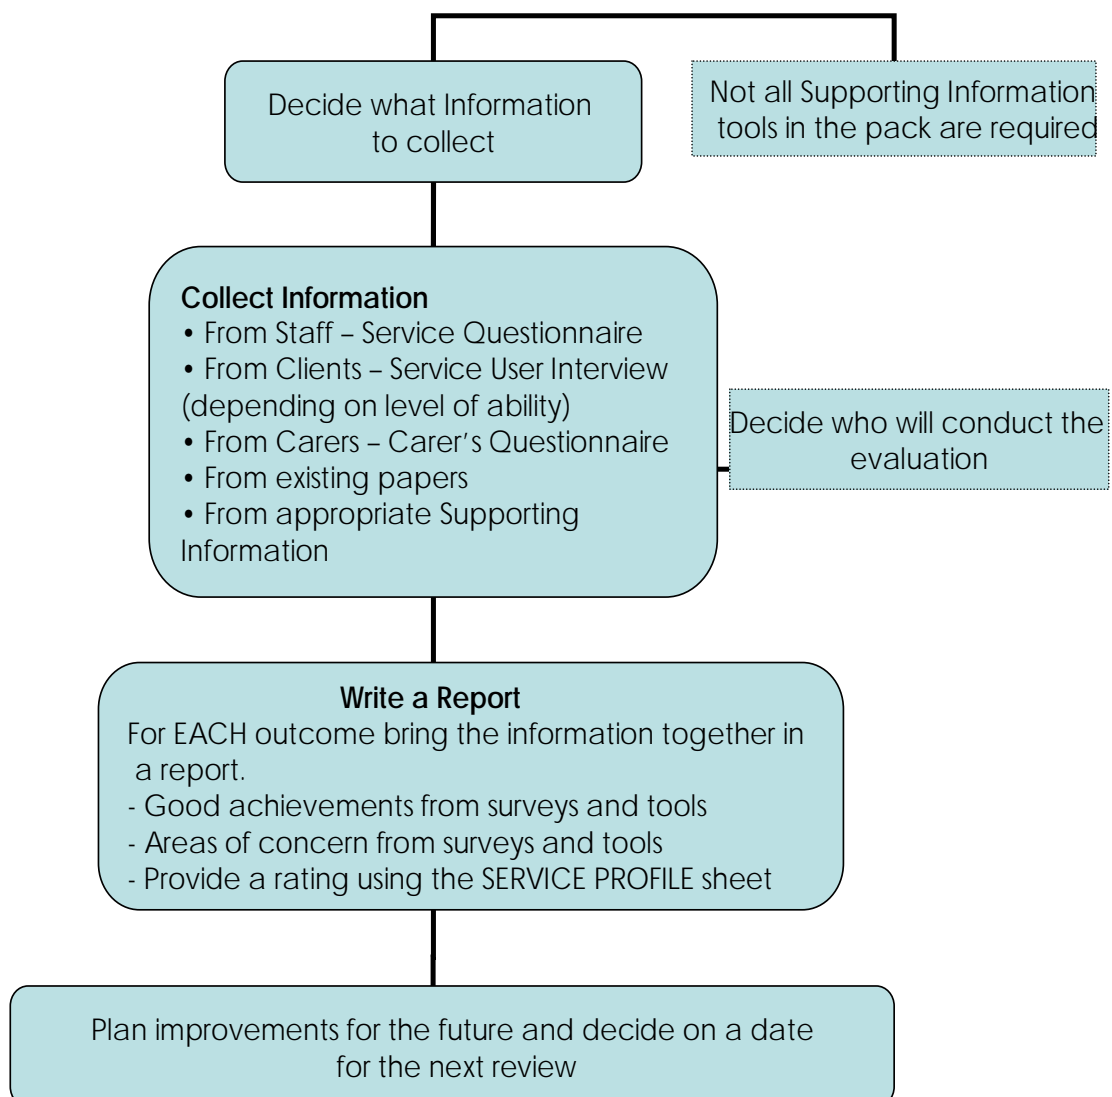 Decide what Information
to collect
Not all Supporting Information
tools in the pack are required
Collect Information
• From Staff – Service Questionnaire
• From Clients – Service User Interview
(depending on level of ability)
• From Carers – Carer's Questionnaire
• From existing papers
• From appropriate Supporting
Information
Decide who will conduct the
evaluation
Write a Report
For EACH outcome bring the information together in
a report.
- Good achievements from surveys and tools
- Areas of concern from surveys and tools
- Provide a rating using the SERVICE PROFILE sheet
Plan improvements for the future and decide on a date
for the next review